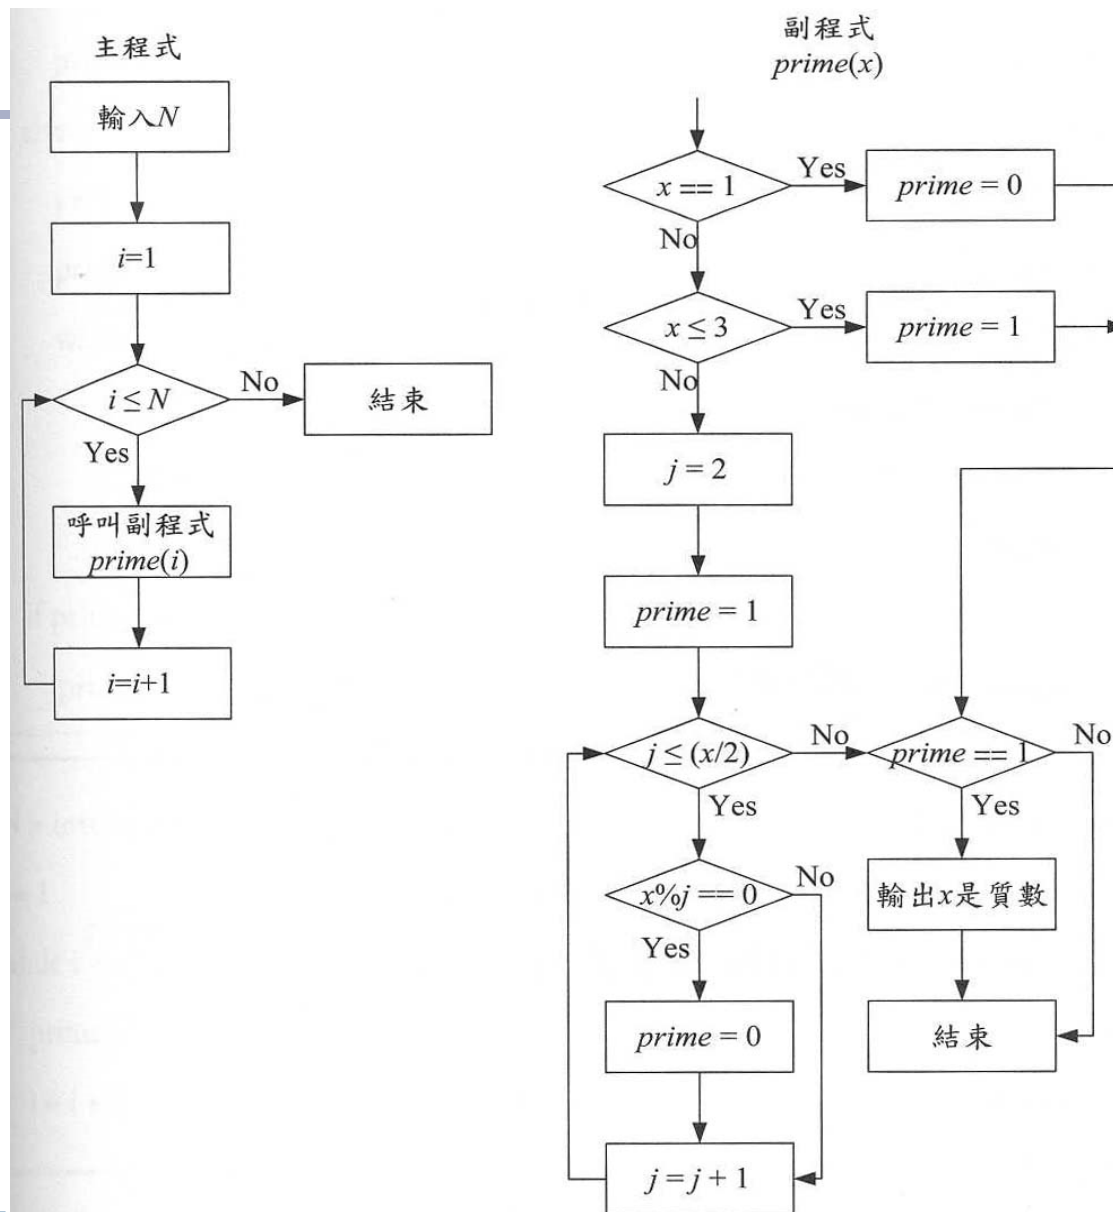 主程式
輸入N
i=1
i ≤ N
No
結束
Yes
呼叫副程式
prime(i)
i=i+1
副程式
prime(x)
x == 1
Yes
prime = 0
No
x ≤ 3
Yes
prime = 1
No
j = 2
prime = 1
j ≤ (x/2)
No
prime == 1
No
Yes
Yes
x%j == 0
No
輸出x是質數
Yes
prime = 0
結束
j = j + 1